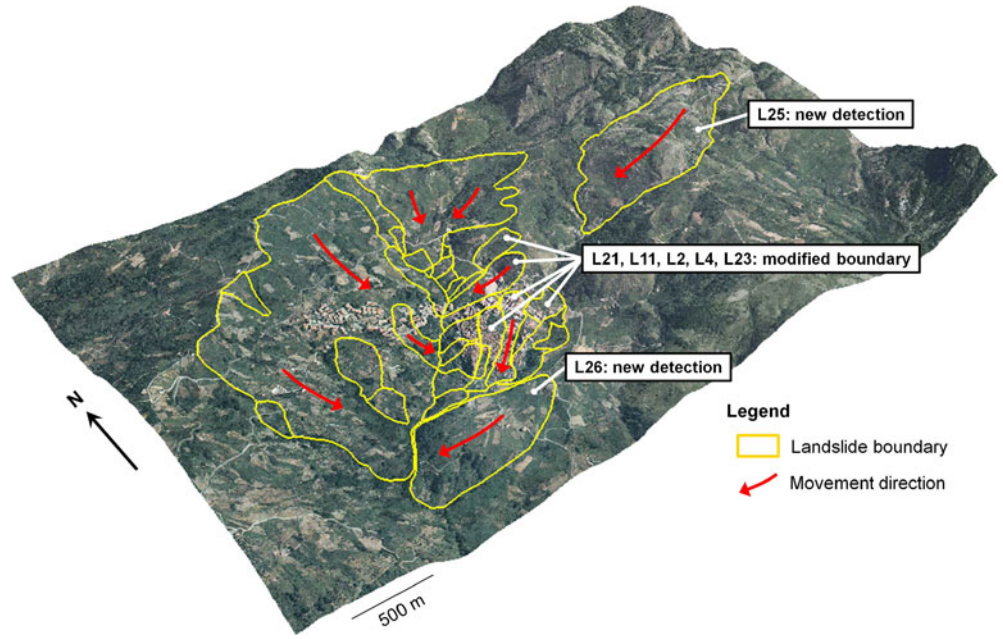 L25: new detection
L21, L11, L2, L4, L23: modified boundary
L26: new detection
N
Legend
Landslide boundary
Movement direction
500 m